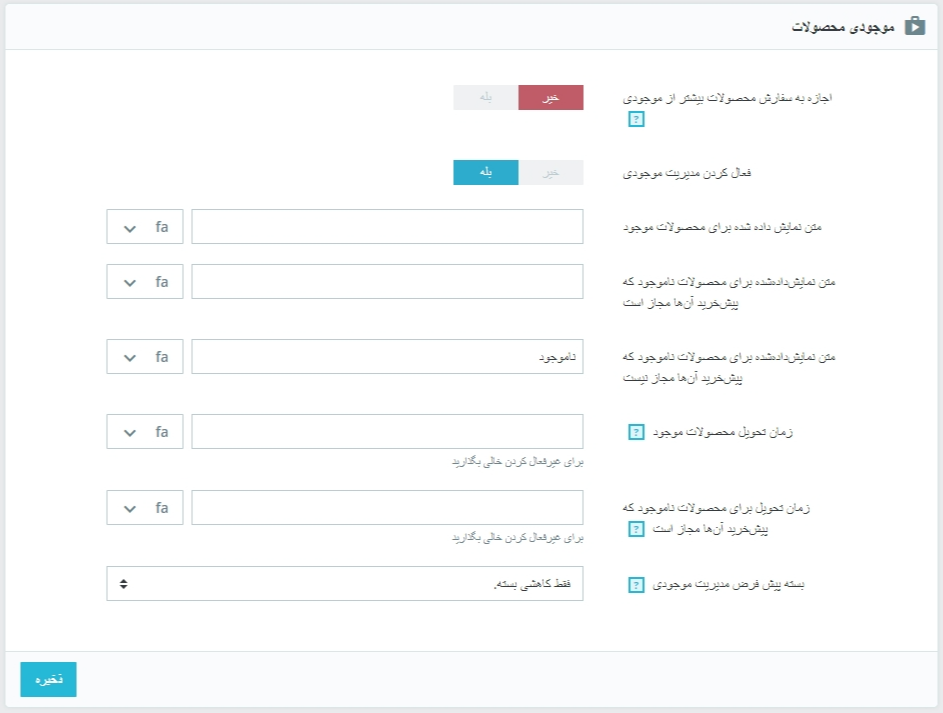 موجودی محصولات
اجازه به سفارش محصولات بیشتر از موجودی
?
خیر
بله
فعال کردن مدیریت موجودی
خیر
بله
متن نمایش داده شده برای محصولات موجود
fa
متن نمایش‌داده‌شده برای محصولات ناموجود که
پیش‌خرید آن‌ها مجاز است
fa
متن نمایش‌داده‌شده برای محصولات ناموجود که
پیش‌خرید آن‌ها مجاز نیست
ناموجود
fa
زمان تحویل محصولات موجود ?
fa
برای غیرفعال کردن خالی بگذارید
زمان تحویل برای محصولات ناموجود که
پیش‌خرید آن‌ها مجاز است ?
fa
برای غیرفعال کردن خالی بگذارید
بسته پیش فرض مدیریت موجودی ?
فقط کاهشی بسته.
ذخیره